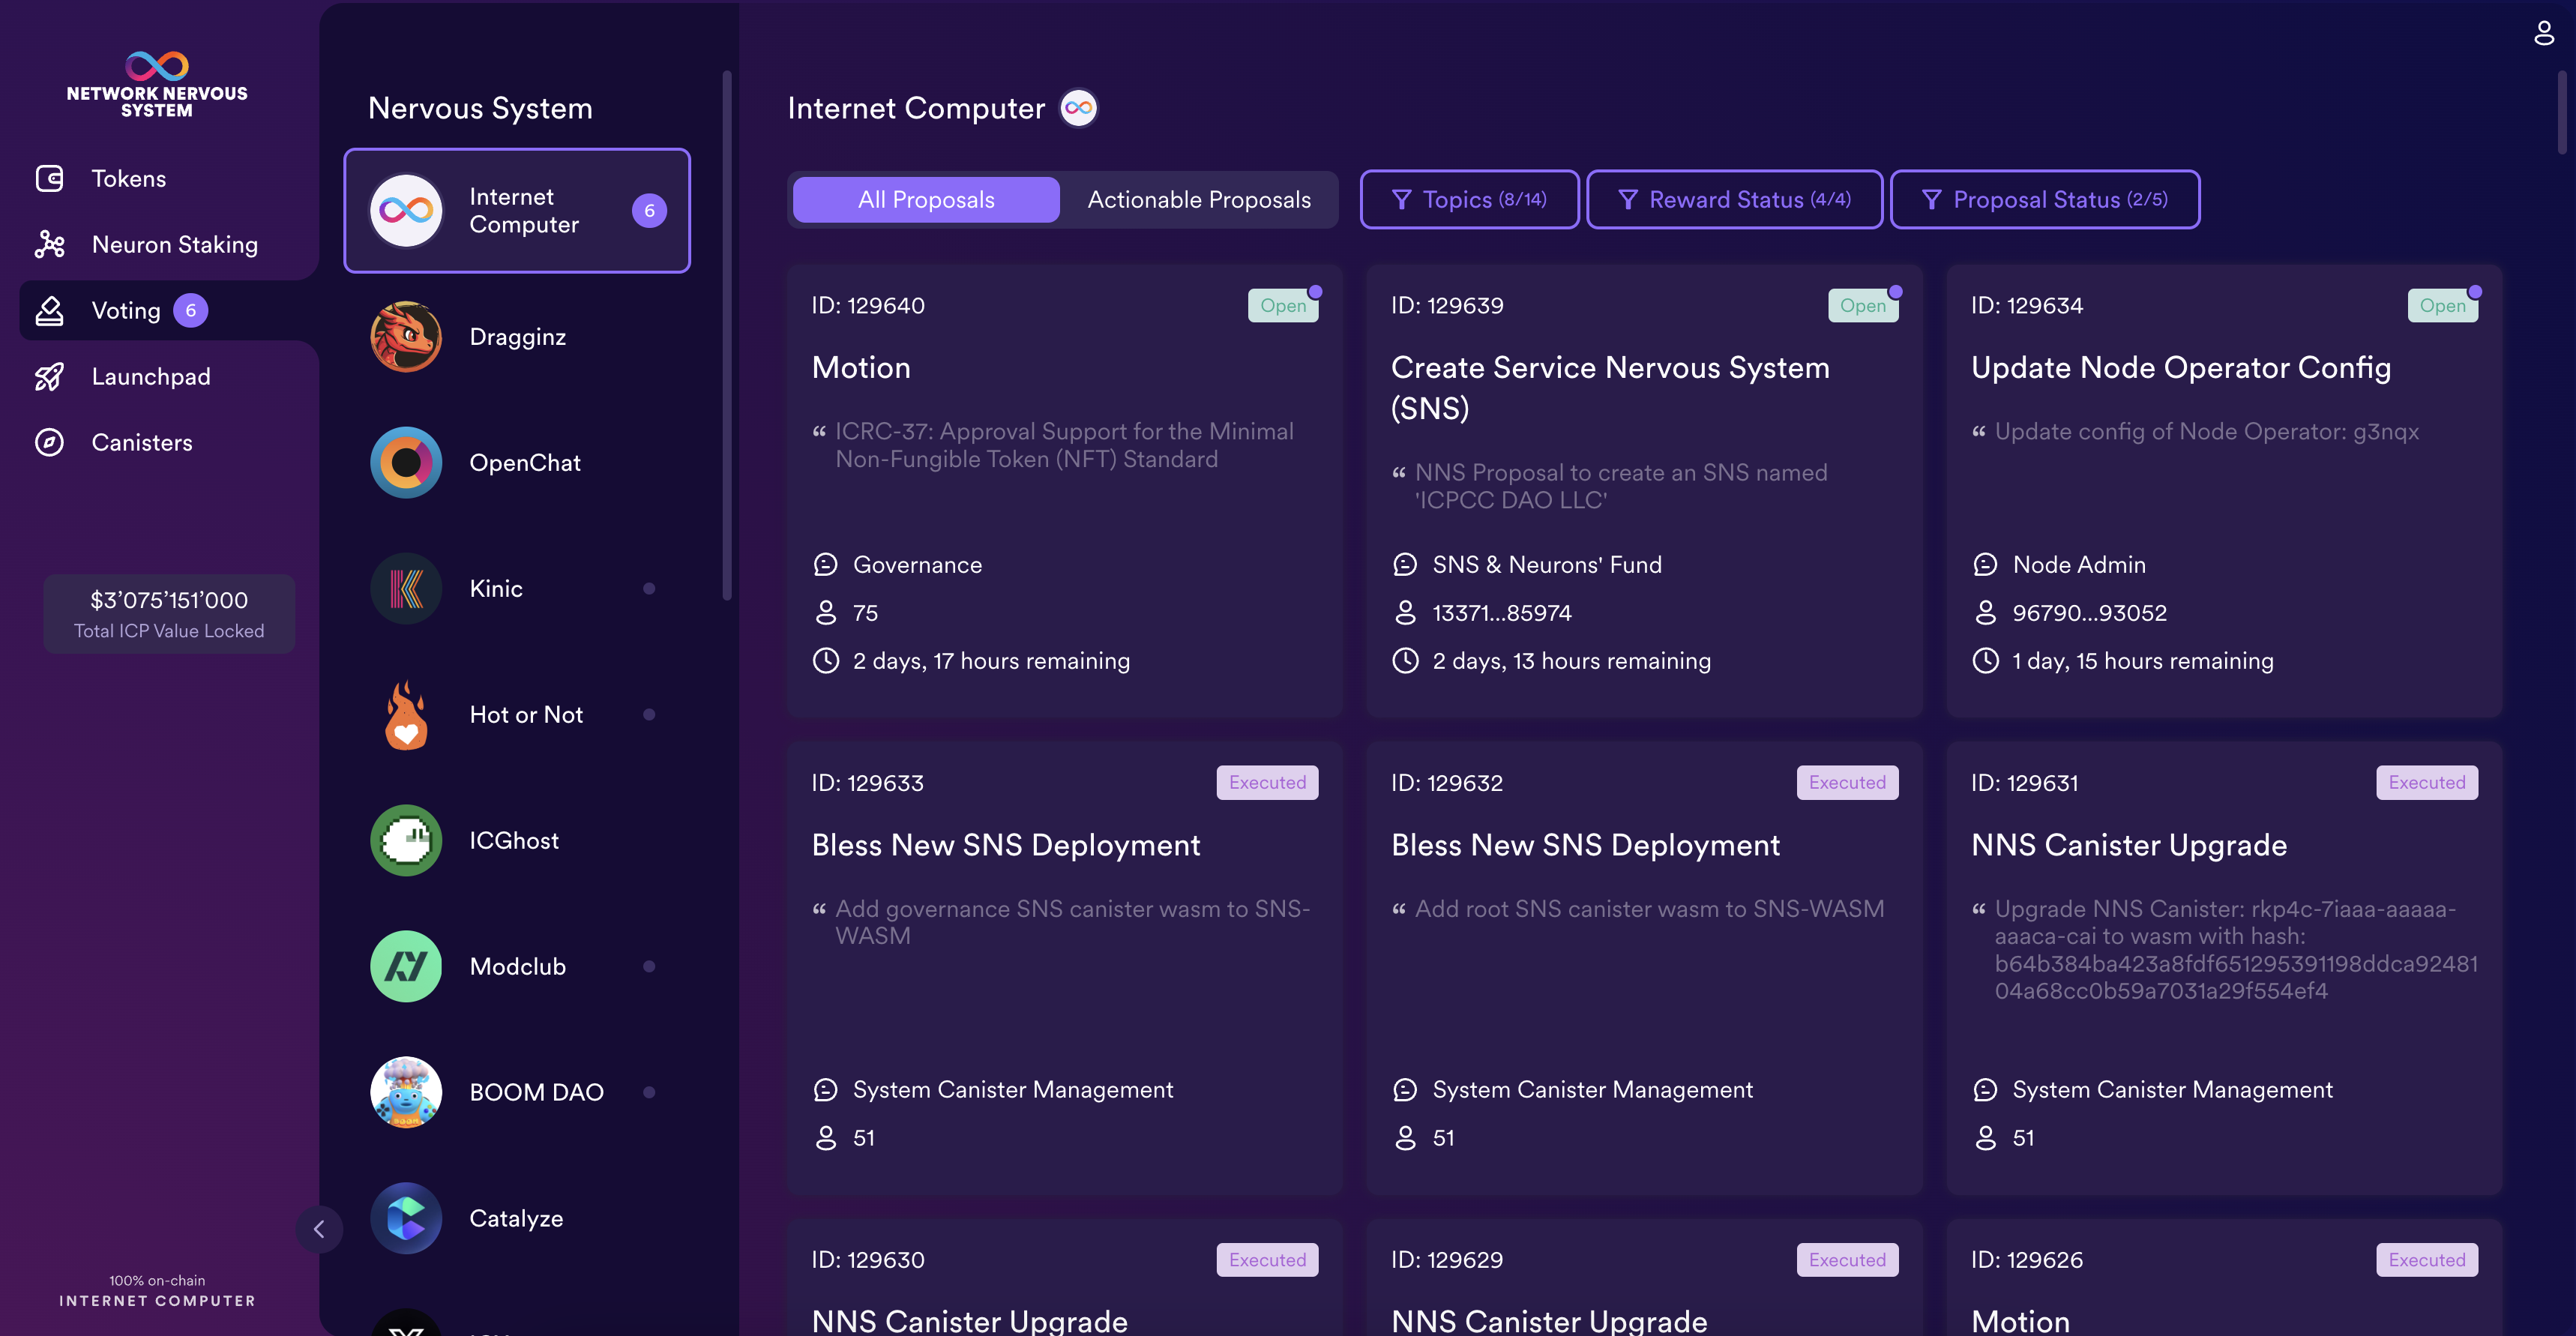 NETWORK NERVOUS
SYSTEM
Tokens
Neuron Staking
Voting 6
Launchpad
Canisters
$3’075’151’000
Total ICP Value Locked
100% on-chain
INTERNET COMPUTER
Nervous System
Internet
Computer
6
Dragginz
OpenChat
Kinic
Hot or Not
ICGhost
Modclub
BOOM DAO
Catalyze
Internet Computer
All Proposals
Actionable Proposals
Topics (8/14)
Reward Status (4/4)
Proposal Status (2/5)
ID: 129640
Open
Motion
“ ICRC-37: Approval Support for the Minimal
Non-Fungible Token (NFT) Standard
Governance
75
2 days, 17 hours remaining
ID: 129639
Open
Create Service Nervous System
(SNS)
“ NNS Proposal to create an SNS named
'ICPCC DAO LLC'
SNS & Neurons' Fund
13371...85974
2 days, 13 hours remaining
ID: 129634
Open
Update Node Operator Config
“ Update config of Node Operator: g3nqx
Node Admin
96790...93052
1 day, 15 hours remaining
ID: 129633
Executed
Bless New SNS Deployment
“ Add governance SNS canister wasm to SNS-
WASM
System Canister Management
51
ID: 129632
Executed
Bless New SNS Deployment
“ Add root SNS canister wasm to SNS-WASM
System Canister Management
51
ID: 129631
Executed
NNS Canister Upgrade
“ Upgrade NNS Canister: rkp4c-7iaaa-aaaaa-
aaaca-cai to wasm with hash:
b64b384ba423a8fdf651295391198ddca92481
04a68cc0b59a7031a29f554ef4
System Canister Management
51
ID: 129630
Executed
NNS Canister Upgrade
ID: 129629
Executed
NNS Canister Upgrade
ID: 129626
Executed
Motion